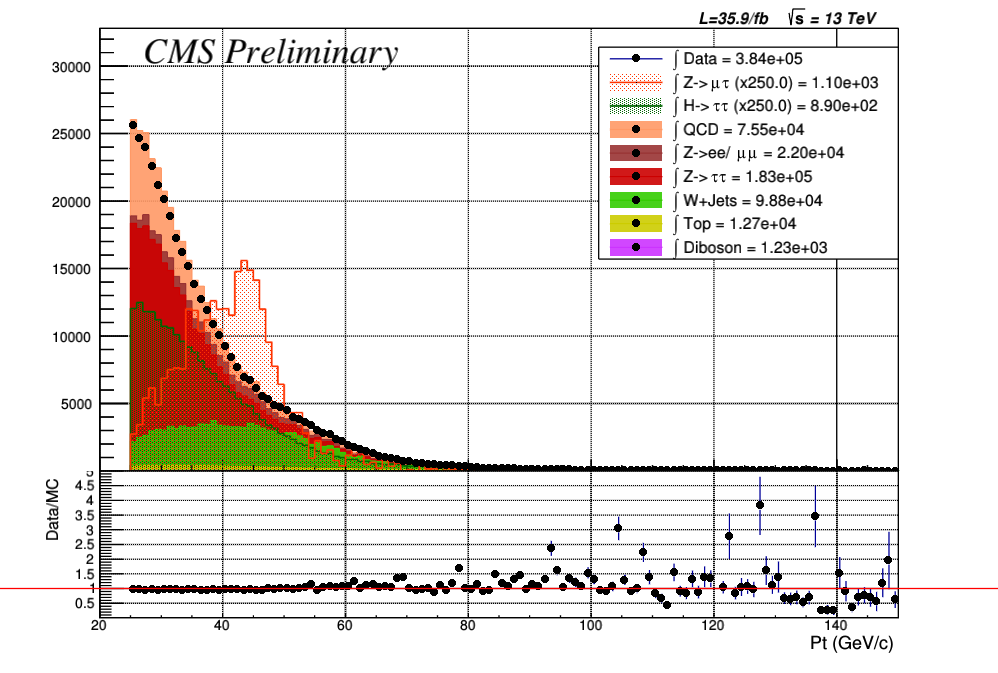 L=35.9/fb √s = 13 TeV
CMS Preliminary
∫ Data = 3.84e+05
∫ Z->μτ (x250.0) = 1.10e+03
∫ H->ττ (x250.0) = 8.90e+02
∫ QCD = 7.55e+04
∫ Z->ee/ μμ = 2.20e+04
∫ Z->ττ = 1.83e+05
∫ W+Jets = 9.88e+04
∫ Top = 1.27e+04
∫ Diboson = 1.23e+03
30000
25000
20000
15000
10000
5000
Data/MC
5
4.5
4
3.5
3
2.5
2
1.5
1
0.5
20 40 60 80 100 120 140
Pt (GeV/c)